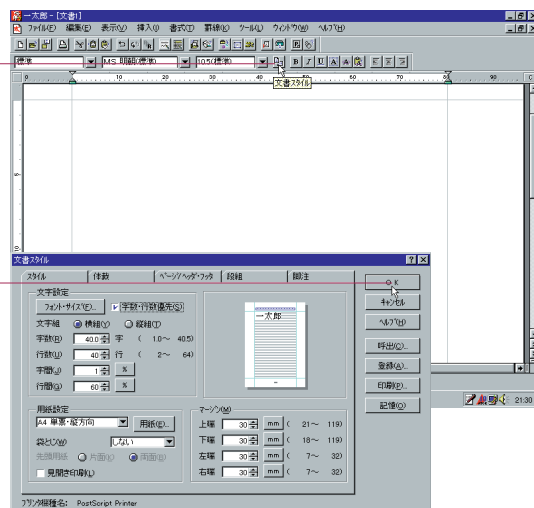 一太郎 - [文書1]
ファイル(F) 編集(E) 表示(V) 挿入(I) 書式(T) 罫線(K) ツール(L) ウィンドウ(W) ヘルプ(H)
標準 MS 明朝(標準) 10.5(標準) B I U A A
0 10 20 30 40 50 60 70 80 90
文書スタイル
文書スタイル
スタイル 体裁 ページ/ヘッダ・フッタ 段組 脚注
文字設定
フォント・サイズ(F)... 字数・行数優先(S)
文字組 横組(Y) 縦組(T)
字数(R) 40.0 字 ( 1.0～ 40.5)
行数(U) 40 行 ( 2～ 64)
字間(J) 1 %
行間(G) 60 %
一太郎
用紙設定
A4 単票・縦方向 用紙(E)...
袋とじ(W) しない
先頭用紙 片面(K) 両面(B)
見開き印刷(L)
マージン(M)
上端 30 mm ( 21～ 119)
下端 30 mm ( 18～ 119)
左端 30 mm ( 7～ 32)
右端 30 mm ( 7～ 32)
プリンタ機種名: PostScript Printer
OK
キャンセル
ヘルプ(H)
呼出(C)...
登録(A)...
印刷(P)...
記憶(O)
21:30